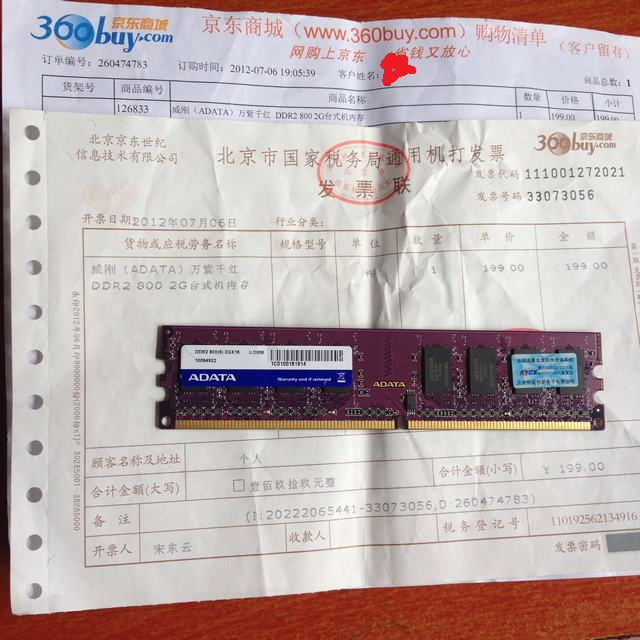 360buy.com 京东商城
京东商城（www.360buy.com）购物清单（客户留存）
网购上京东 省钱又放心
订单编号：260474783 订购时间：2012-07-06 19:05:39 客户姓名： 商品总数：1
货架号 商品编号 商品名称 数量 价格 小计
126833 威刚（ADATA）万紫千红 DDR2 800 2G台式机内存 1 199.00 199.00
北京京东世纪
信息技术有限公司
北京市国家税务局通用机打发票
发票联
360buy.com 京东商城
发票代码 111001272021
发票号码 33073056
开票日期2012年07月06日 行业分类：
货物或应税劳务名称 规格型号 单位 数量 单价 金额
威刚（ADATA）万紫千红 1 199.00 199.00
DDR2 800 2G台式机内存
DDR2 800(6) 2GX16 U-DIMM
10094922
1C0100181914
ADATA
Warranty void if removed
ADATA
KYCX
顾客名称及地址 个人 合计金额(小写) ¥ 199.00
合计金额(大写) 壹佰玖拾玖元整
备注 (I:20222065441-33073056,D:260474783)
税务登记号 110192562134916
开票人 宋东云 收款人 发票密码